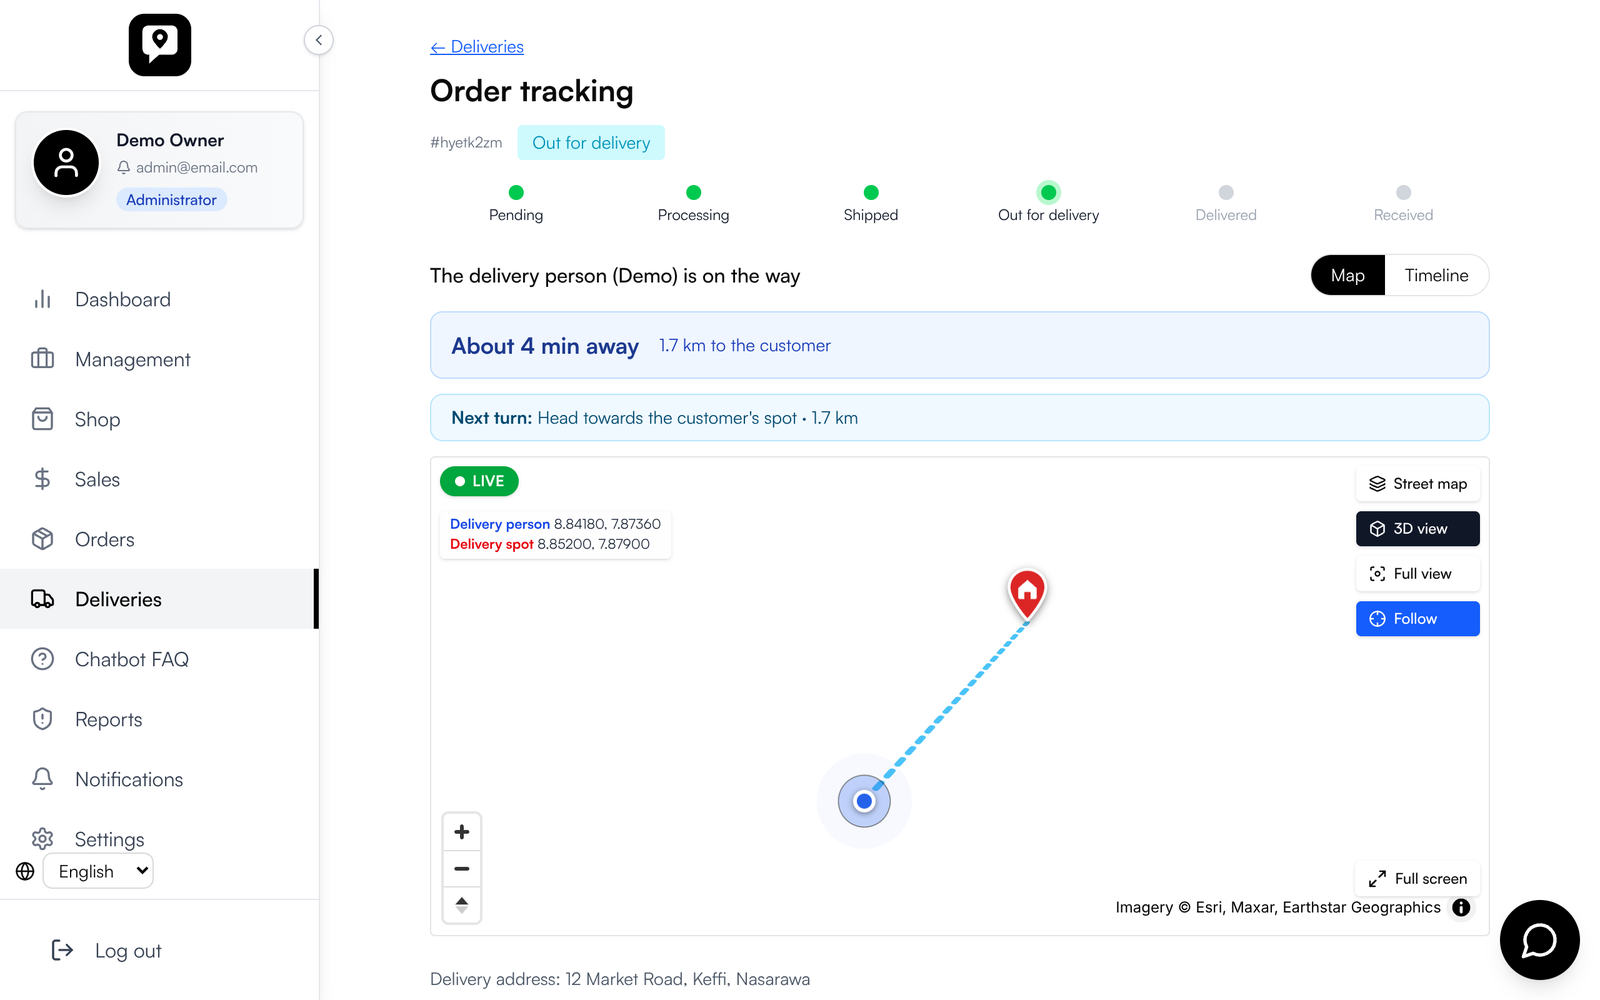 ← Deliveries
Order tracking
Demo Owner
admin@email.com
Administrator
#hyetk2zm
Out for delivery
Pending
Processing
Shipped
Out for delivery
Delivered
Received
The delivery person (Demo) is on the way
Map
Timeline
About 4 min away
1.7 km to the customer
Next turn: Head towards the customer's spot • 1.7 km
LIVE
Delivery person 8.84180, 7.87360
Delivery spot 8.85200, 7.87900
Street map
3D view
Full view
Follow
Full screen
Imagery © Esri, Maxar, Earthstar Geographics
Delivery address: 12 Market Road, Keffi, Nasarawa
Dashboard
Management
Shop
Sales
Orders
Deliveries
Chatbot FAQ
Reports
Notifications
Settings
English
Log out